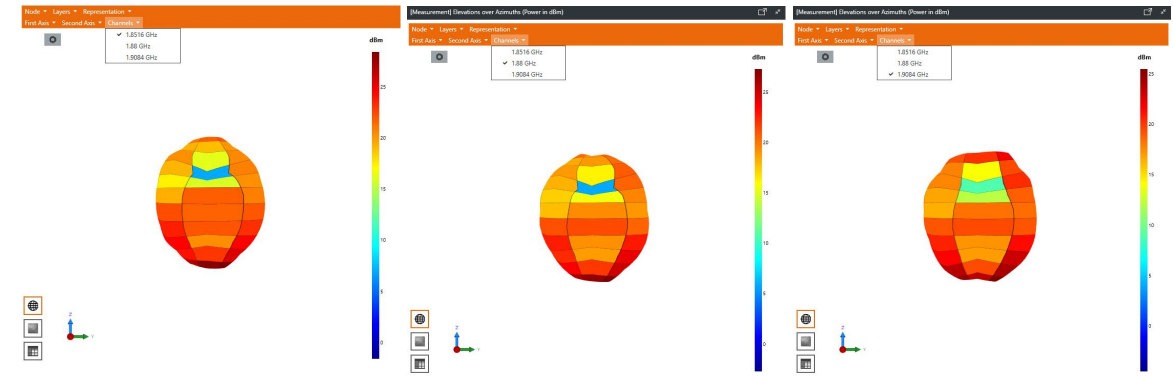 Node Layers Representation
First Axis Second Axis Channels
1.8516 GHz
1.88 GHz
1.9084 GHz
dBm
25
20
15
10
5
0
Z
Y
[Measurement] Elevations over Azimuths (Power in dBm)
Node Layers Representation
First Axis Second Axis Channels
1.8516 GHz
1.88 GHz
1.9084 GHz
dBm
25
20
15
10
5
0
Z
[Measurement] Elevations over Azimuths (Power in dBm)
Node Layers Representation
First Axis Second Axis Channels
1.8516 GHz
1.88 GHz
1.9084 GHz
dBm
25
20
15
10
5
0
Z
Y